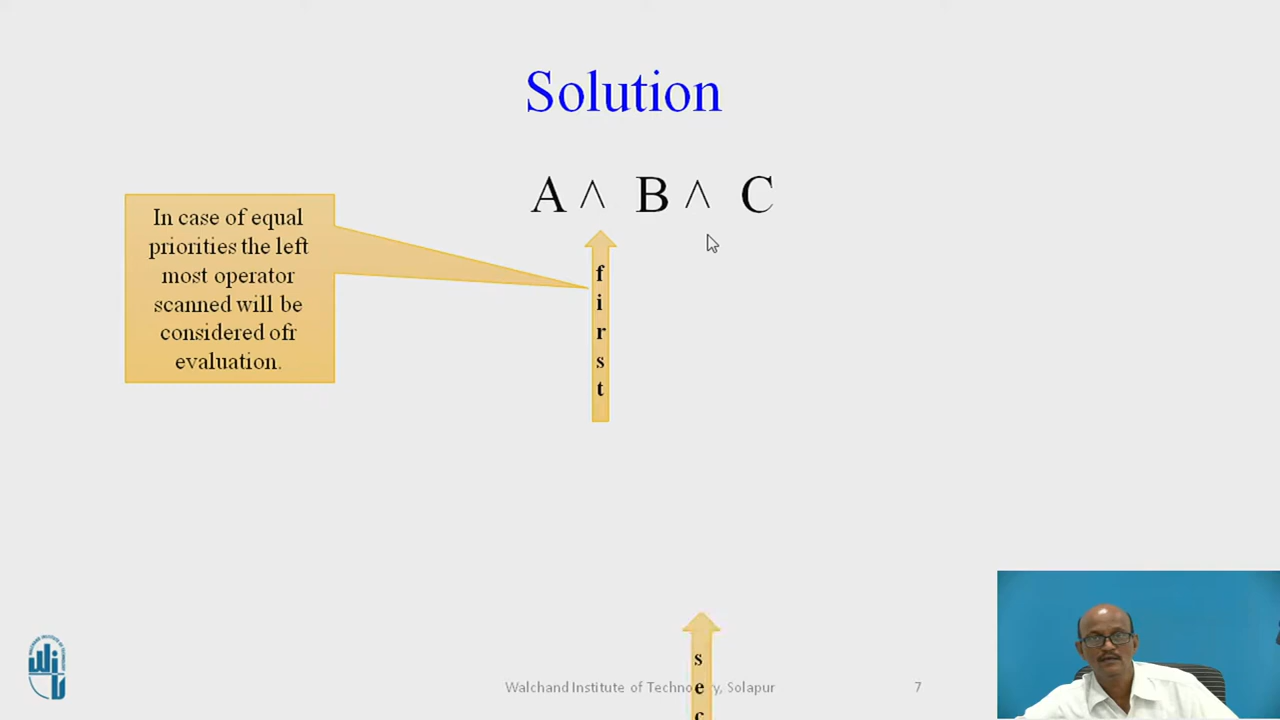 Solution
A ^ B ^ C
In case of equal
priorities the left
most operator
scanned will be
considered ofr
evaluation.
f
i
r
s
t
s
e
c
Walchand Institute of Techno ry, Solapur
7